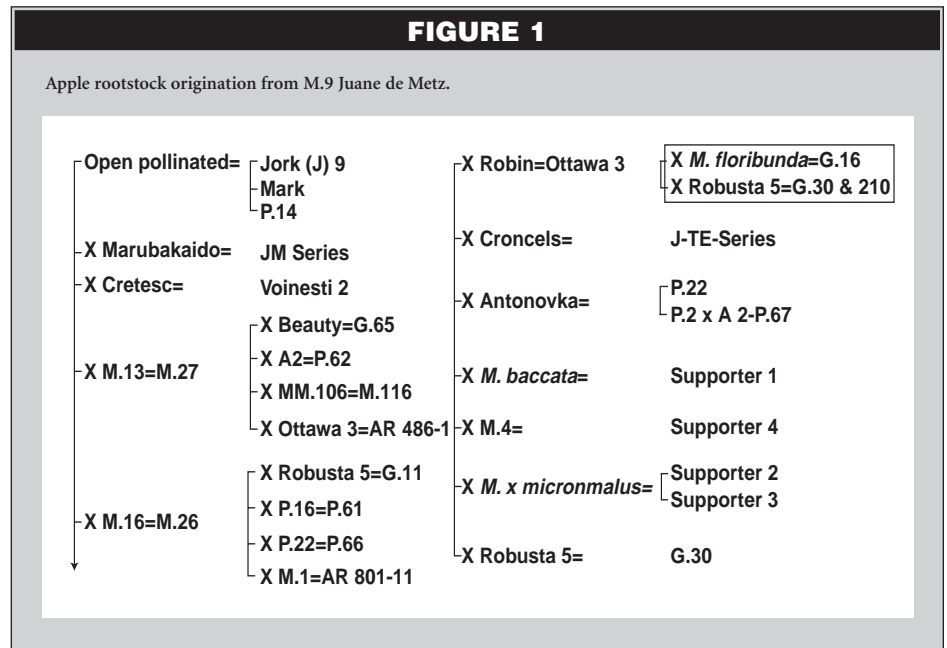 FIGURE 1
Apple rootstock origination from M.9 Juane de Metz.
Open pollinated=
Jork (J) 9
Mark
P.14
X Marubakaido=
JM Series
X Cretesc=
Voinesti 2
X M.13=M.27
X Beauty=G.65
X A2=P.62
X MM.106=M.116
X Ottawa 3=AR 486-1
X M.16=M.26
X Robusta 5=G.11
X P.16=P.61
X P.22=P.66
X M.1=AR 801-11
X Robin=Ottawa 3
X M. floribunda=G.16
X Robusta 5=G.30 & 210
X Croncels=
J-TE-Series
X Antonovka=
P.22
P.2 x A 2-P.67
X M. baccata=
Supporter 1
X M.4=
Supporter 4
X M. x micronmalus=
Supporter 2
Supporter 3
X Robusta 5=
G.30